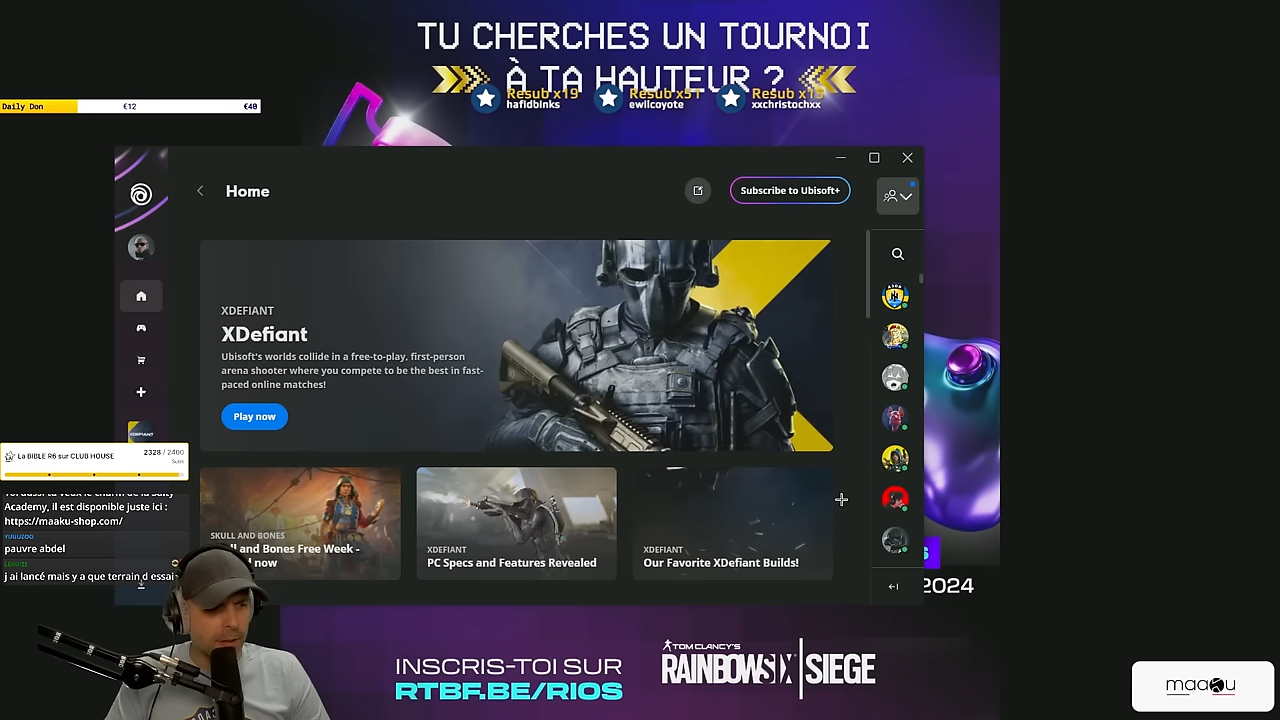 TU CHERCHES UN TOURNOI
À TA HAUTEUR ?
Resub x19
hafidbinks
Resub x51
ewilcoyote
xxchristochxx
Daily Don
€12
€40
Home
Subscribe to Ubisoft+
XDEFIANT
XDefiant
Ubisoft's worlds collide in a free-to-play, first-person
arena shooter where you compete to be the best in fast-
paced online matches!
Play now
XDEFIANT
La BIBLE R6 sur CLUB HOUSE
2328 / 2400
Subs
Academy, il est disponible juste ici :
https://maaku-shop.com/
YUUUZOO
pauvre abdel
j ai lancé mais y a que terrain d essai
SKULL AND BONES
and Bones Free Week -
now
XDEFIANT
PC Specs and Features Revealed
XDEFIANT
Our Favorite XDefiant Builds!
2024
INSCRIS-TOI SUR
RTBF.BE/RIOS
TOM CLANCY'S
RAINBOWSIX SIEGE
maaku